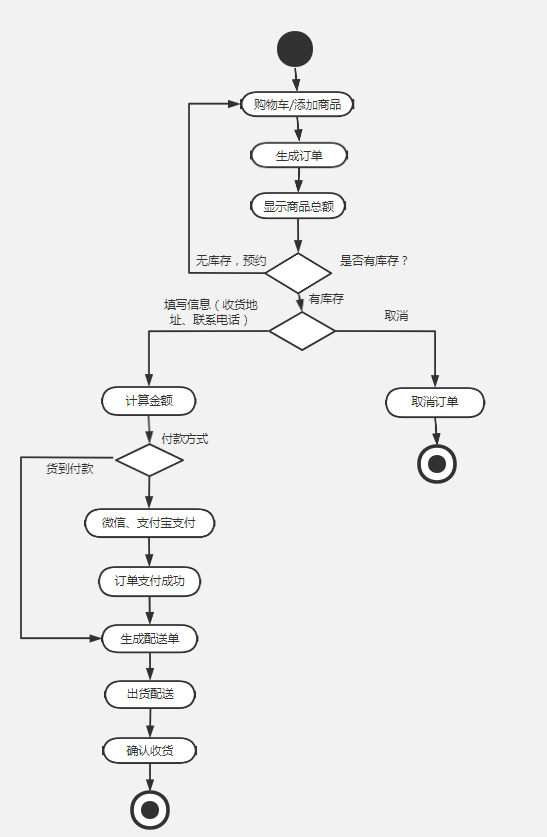 购物车/添加商品
生成订单
显示商品总额
无库存，预约
是否有库存？
有库存
填写信息（收货地
址、联系电话）
取消
计算金额
取消订单
付款方式
货到付款
微信、支付宝支付
订单支付成功
生成配送单
出货配送
确认收货